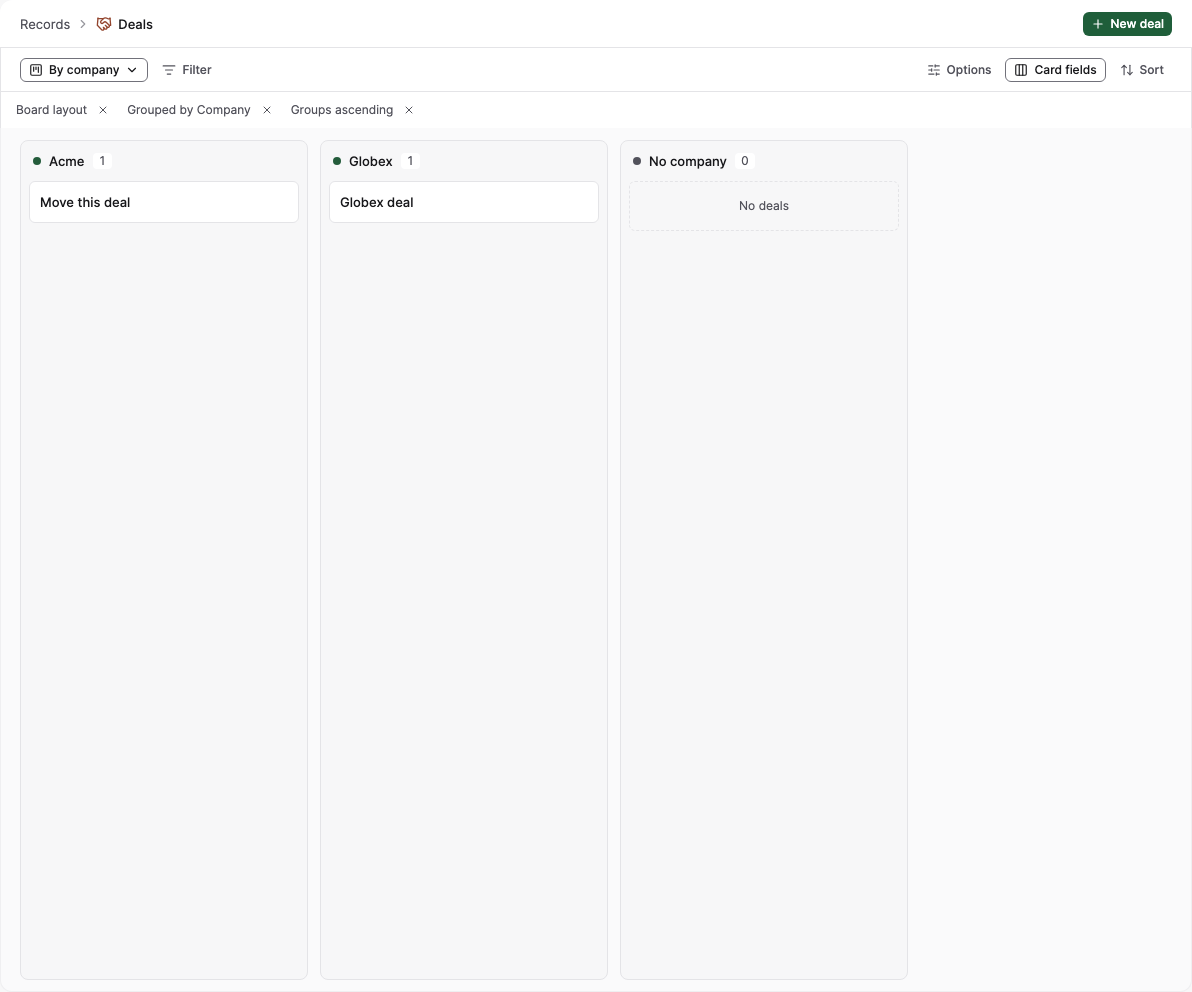 Records > Deals
New deal
By company
Filter
Options
Card fields
Sort
Board layout ×
Grouped by Company ×
Groups ascending ×
Acme 1
Move this deal
Globex 1
Globex deal
No company 0
No deals